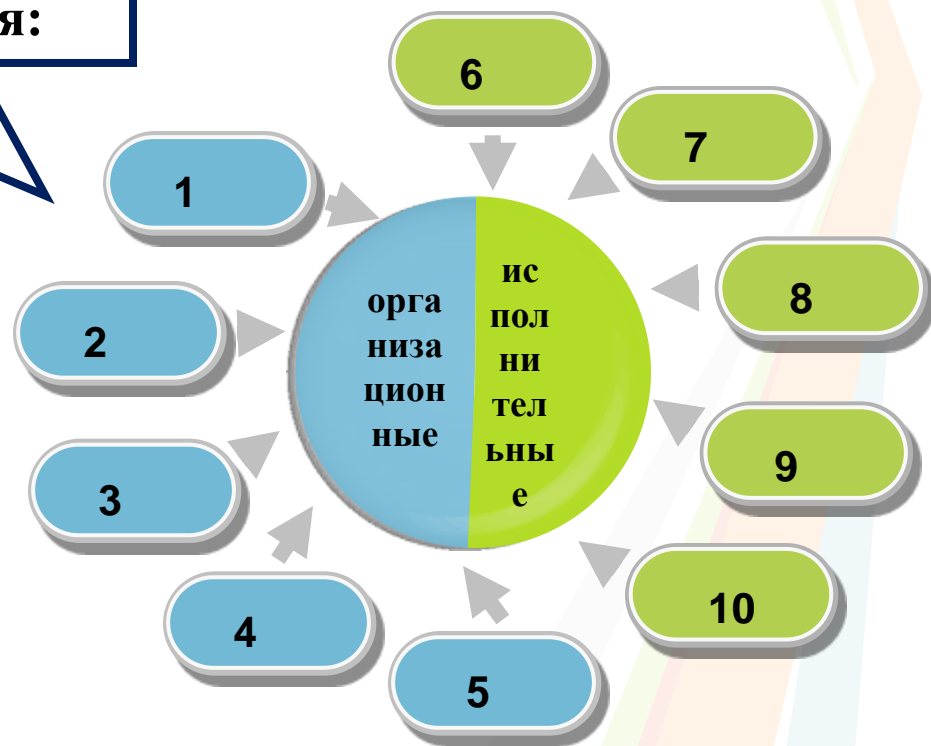 я:
6
7
1
8
2
орга
низа
цион
ные
ис
пол
ни
тел
ьны
е
9
3
10
4
5